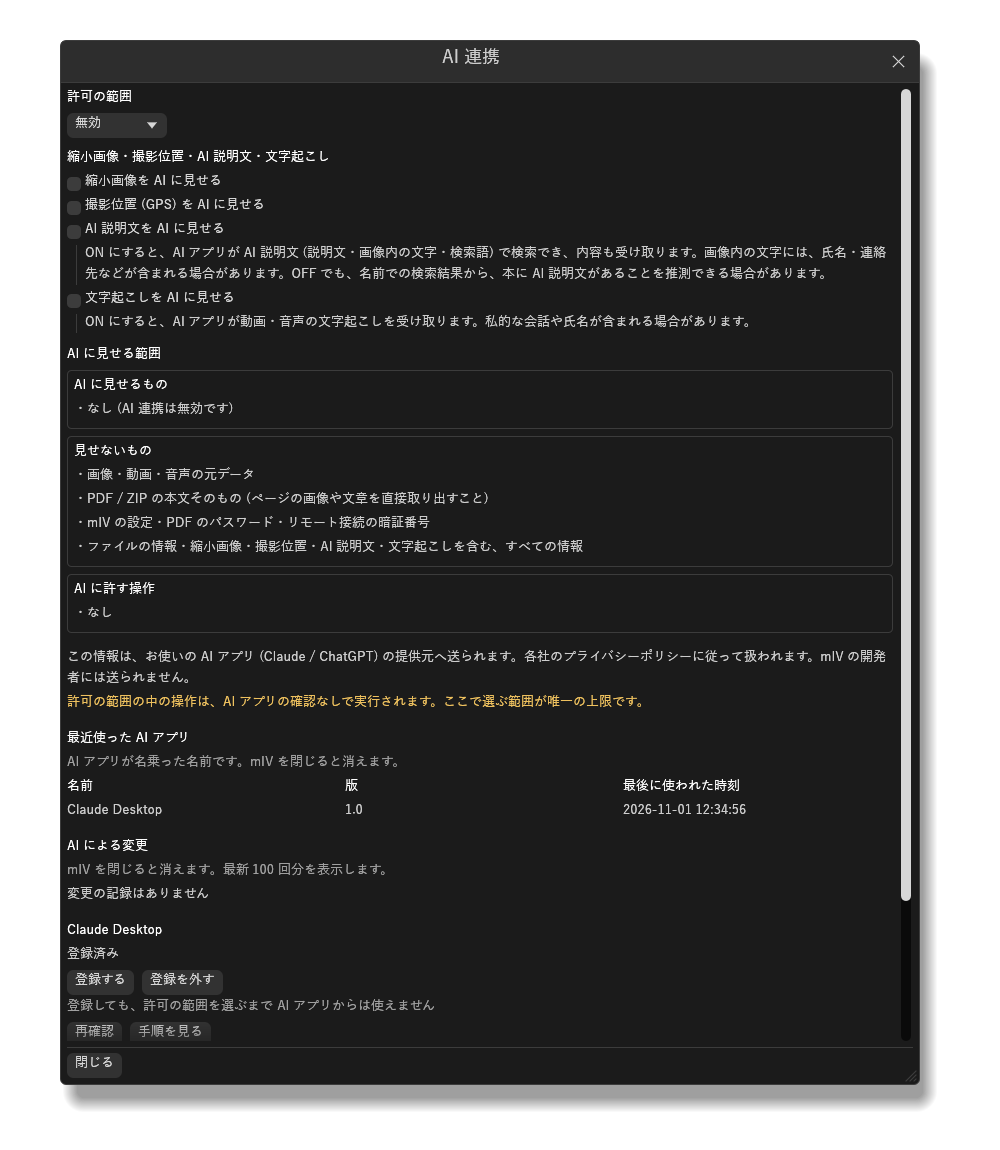 AI 連携
許可の範囲
無効
縮小画像・撮影位置・AI 説明文・文字起こし
縮小画像を AI に見せる
撮影位置 (GPS) を AI に見せる
AI 説明文を AI に見せる
ON にすると、AI アプリが AI 説明文 (説明文・画像内の文字・検索語) で検索でき、内容も受け取ります。画像内の文字には、氏名・連絡
先などが含まれる場合があります。OFF でも、名前での検索結果から、本に AI 説明文があることを推測できる場合があります。
文字起こしを AI に見せる
ON にすると、AI アプリが動画・音声の文字起こしを受け取ります。私的な会話や氏名が含まれる場合があります。
AI に見せる範囲
AI に見せるもの
・なし (AI 連携は無効です)
見せないもの
・画像・動画・音声の元データ
・PDF / ZIP の本文そのもの (ページの画像や文章を直接取り出すこと)
・mIV の設定・PDF のパスワード・リモート接続の暗証番号
・ファイルの情報・縮小画像・撮影位置・AI 説明文・文字起こしを含む、すべての情報
AI に許す操作
・なし
この情報は、お使いの AI アプリ (Claude / ChatGPT) の提供元へ送られます。各社のプライバシーポリシーに従って扱われます。mIV の開発
者には送られません。
許可の範囲の中の操作は、AI アプリの確認なしで実行されます。ここで選ぶ範囲が唯一の上限です。
最近使った AI アプリ
AI アプリが名乗った名前です。mIV を閉じると消えます。
名前 版 最後に使われた時刻
Claude Desktop 1.0 2026-11-01 12:34:56
AI による変更
mIV を閉じると消えます。最新 100 回分を表示します。
変更の記録はありません
Claude Desktop
登録済み
登録する 登録を外す
登録しても、許可の範囲を選ぶまで AI アプリからは使えません
再確認 手順を見る
閉じる